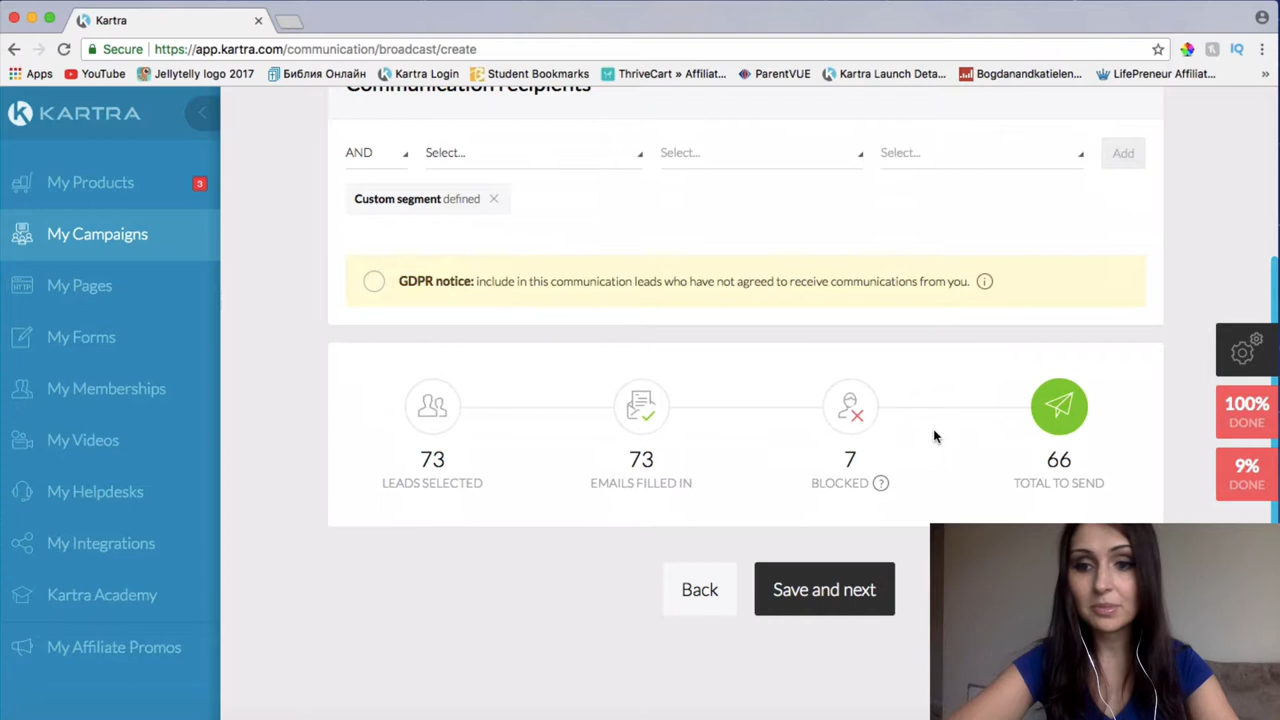 Kartra
Secure https://app.kartra.com/communication/broadcast/create
Apps YouTube Jellytelly logo 2017 Библия Онлайн Kartra Login Student Bookmarks ThriveCart » Affiliat... ParentVUE Kartra Launch Deta... Bogdanandkatielen... LifePreneur Affiliat... »
Communication recipients
KARTRA
AND Select... Select... Select... Add
My Products 3
Custom segment defined
My Campaigns
GDPR notice: include in this communication leads who have not agreed to receive communications from you.
My Pages
My Forms
My Memberships
100%
DONE
My Videos
73 73 7 66
9%
DONE
LEADS SELECTED EMAILS FILLED IN BLOCKED ? TOTAL TO SEND
My Helpdesks
My Integrations
Back Save and next
Kartra Academy
My Affiliate Promos